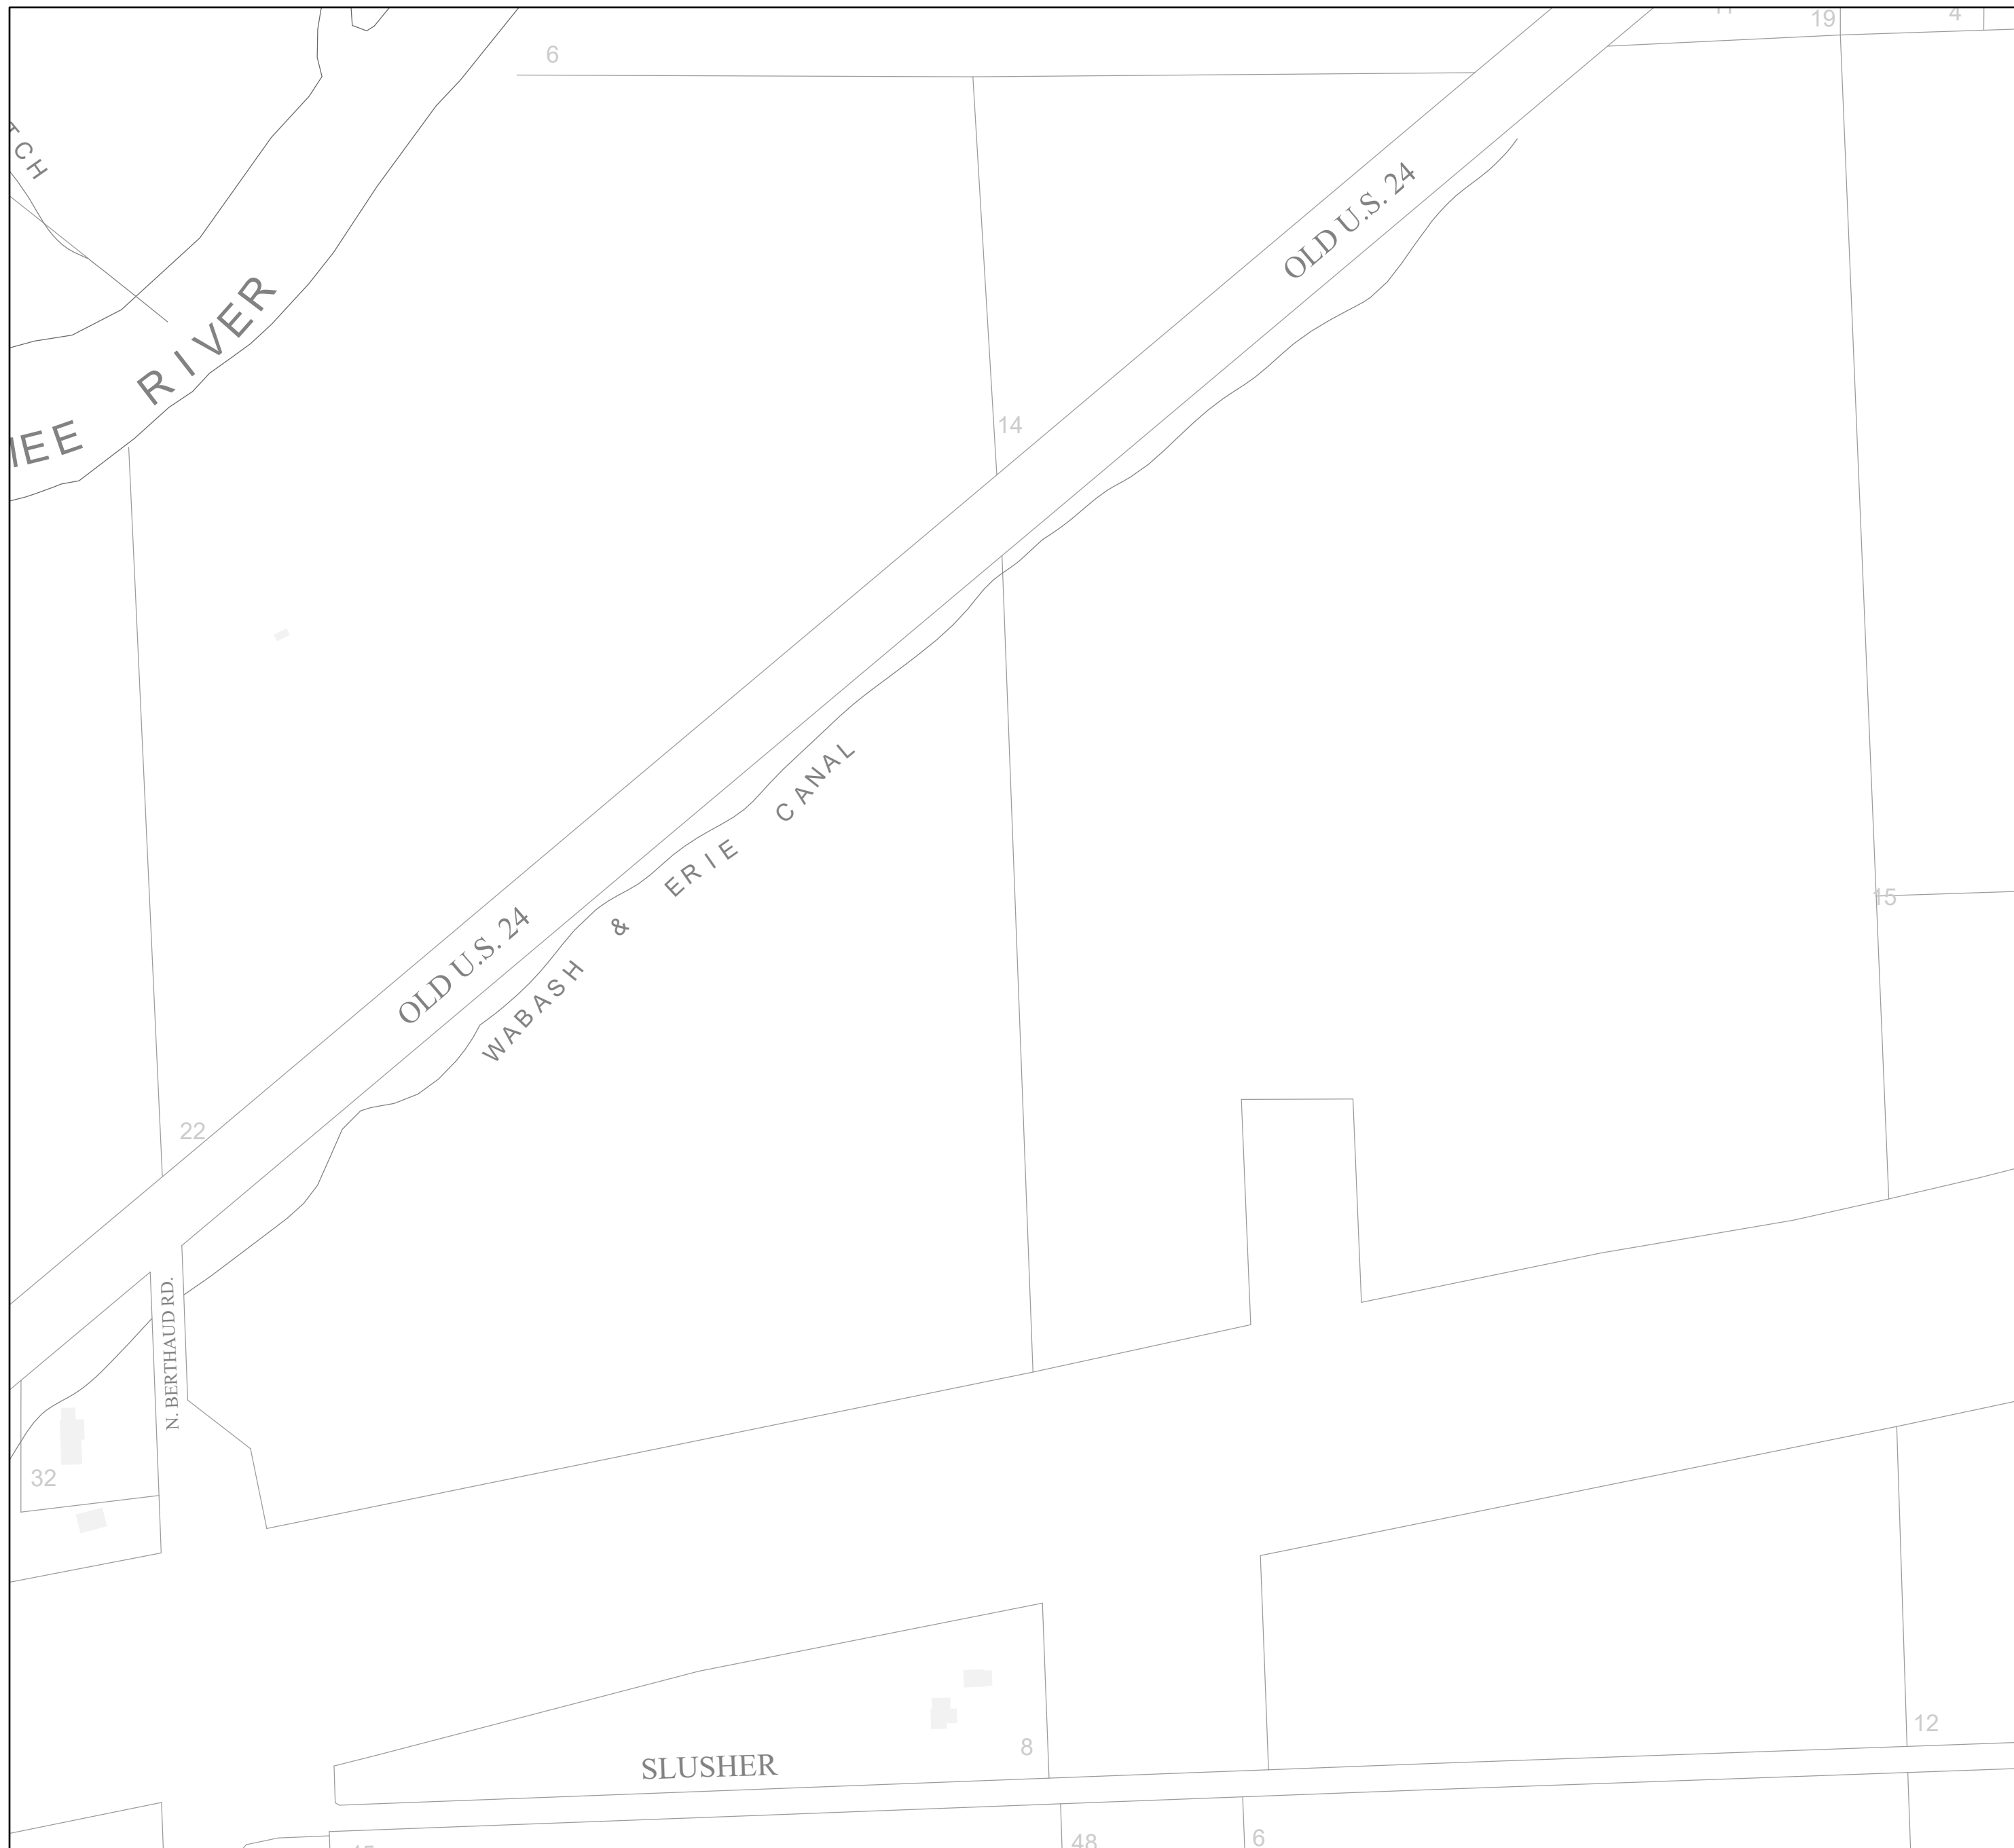 19
4
6
CH
RIVER
EE
OLD U.S. 24
14
WABASH & ERIE CANAL
15
OLD U.S. 24
22
N. BERTHAUD RD.
32
12
8
SLUSHER
48
6